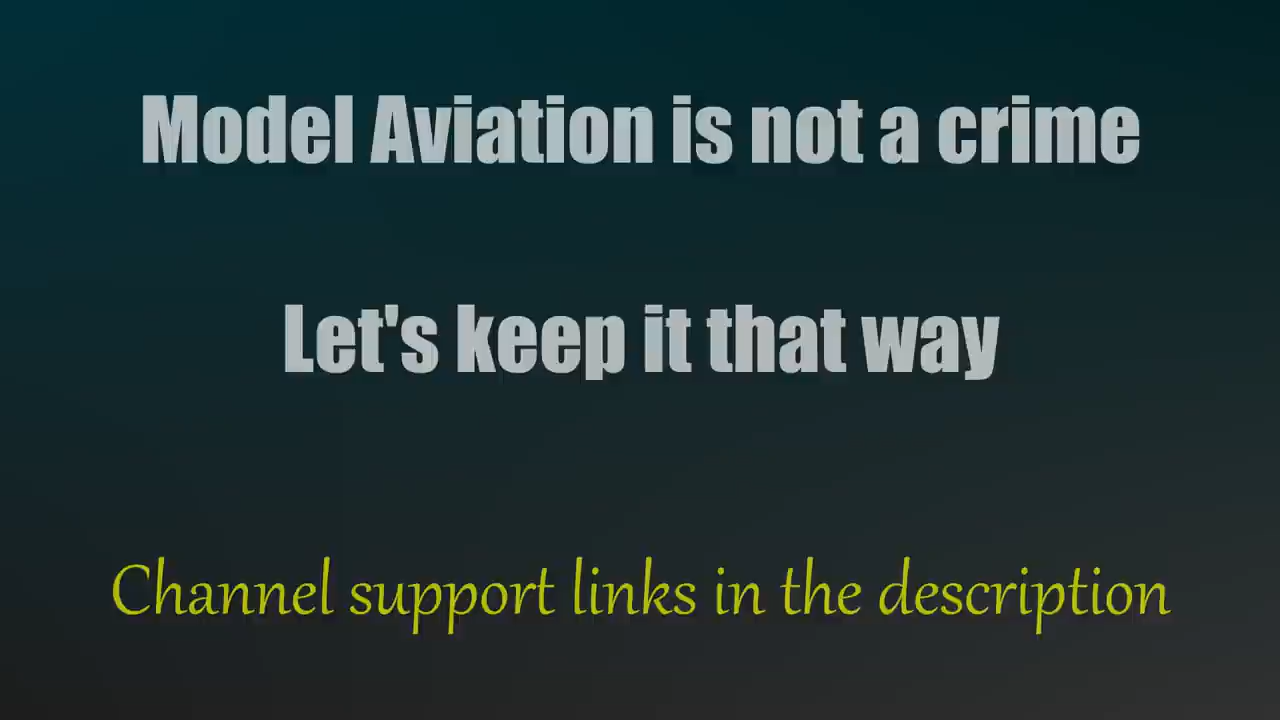 Model Aviation is not a crime
Let's keep it that way
Channel support links in the description